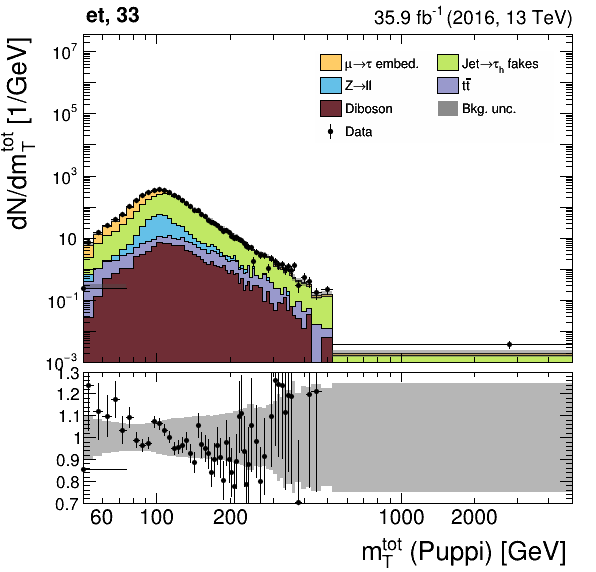 et, 33
35.9 fb⁻¹ (2016, 13 TeV)
dN/dm_T^tot [1/GeV]
10⁷
10⁵
10³
10
10⁻¹
10⁻³
μ→τ embed.
Jet→τ_h fakes
Z→ll
tt̄
Diboson
Bkg. unc.
Data
1.3
1.2
1.1
1
0.9
0.8
0.7
60
100
200
1000
2000
m_T^tot (Puppi) [GeV]